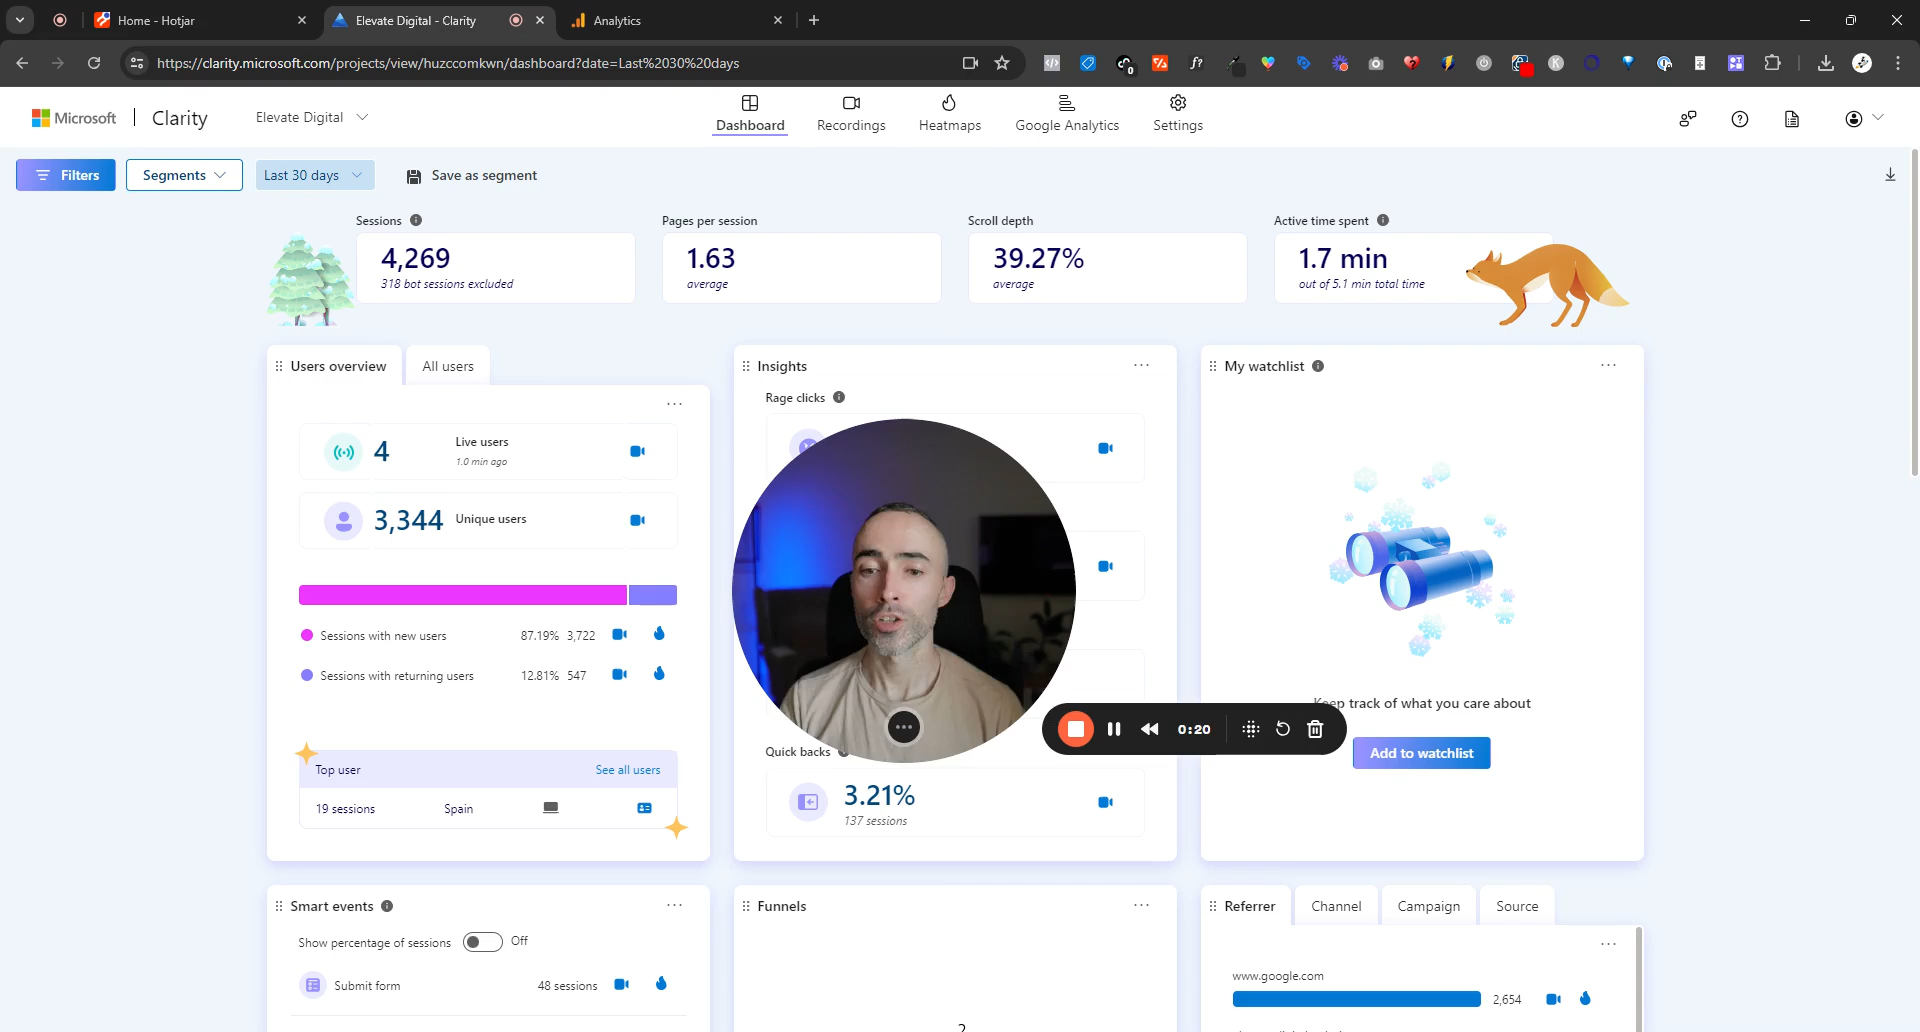 Home - Hotjar
Elevate Digital - Clarity
Analytics
https://clarity.microsoft.com/projects/view/huzccomkwn/dashboard?date=Last%2030%20days
f?
0
K
Microsoft
Clarity
Elevate Digital
Dashboard
Recordings
Heatmaps
Google Analytics
Settings
Filters
Segments
Last 30 days
Save as segment
Sessions
4,269
318 bot sessions excluded
Pages per session
1.63
average
Scroll depth
39.27%
average
Active time spent
1.7 min
out of 5.1 min total time
Users overview
All users
4
Live users
1.0 min ago
3,344
Unique users
Sessions with new users 87.19% 3,722
Sessions with returning users 12.81% 547
Top user
See all users
19 sessions
Spain
Insights
Rage clicks
Quick backs
3.21%
137 sessions
My watchlist
Keep track of what you care about
Add to watchlist
0:20
Smart events
Show percentage of sessions
Off
Submit form
48 sessions
Funnels
2
Referrer
Channel
Campaign
Source
www.google.com
2,654